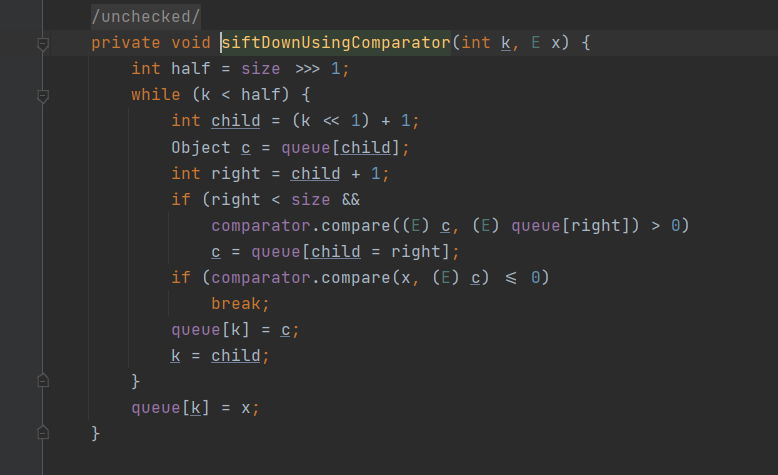 /unchecked/
private void siftDownUsingComparator(int k, E x) {
    int half = size >>> 1;
    while (k < half) {
        int child = (k << 1) + 1;
        Object c = queue[child];
        int right = child + 1;
        if (right < size &&
            comparator.compare((E) c, (E) queue[right]) > 0)
            c = queue[child = right];
        if (comparator.compare(x, (E) c) <= 0)
            break;
        queue[k] = c;
        k = child;
    }
    queue[k] = x;
}